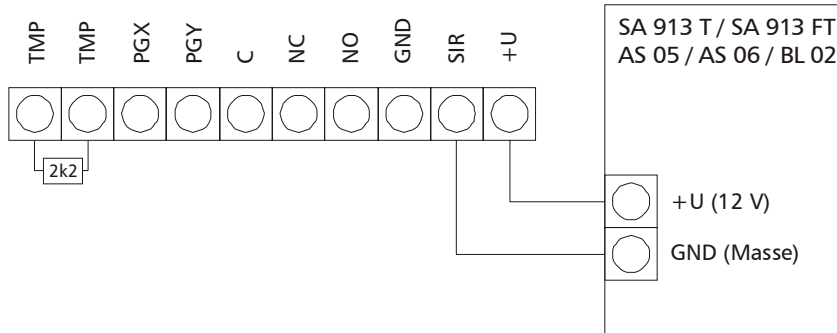 TMP
TMP
PGX
PGY
C
NC
NO
GND
SIR
+U
SA 913 T / SA 913 FT
AS 05 / AS 06 / BL 02
2k2
+U (12 V)
GND (Masse)